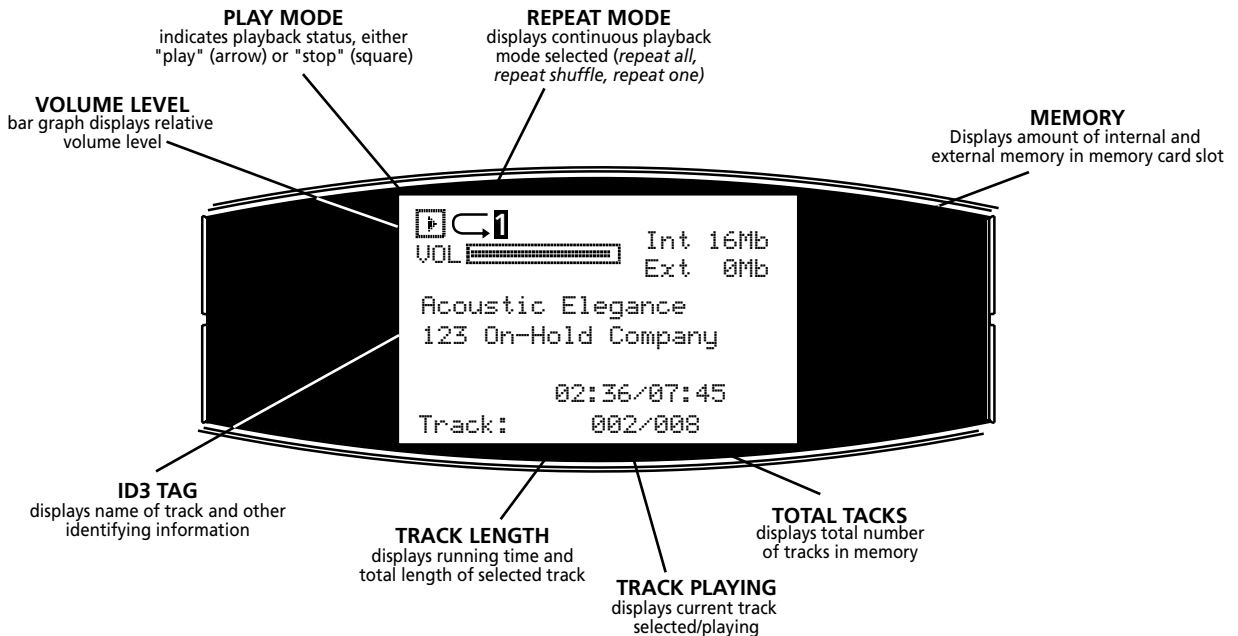 PLAY MODE
indicates playback status, either
"play" (arrow) or "stop" (square)
REPEAT MODE
displays continuous playback
mode selected (repeat all,
repeat shuffle, repeat one)
VOLUME LEVEL
bar graph displays relative
volume level
MEMORY
Displays amount of internal and
external memory in memory card slot
1
VOL
Int 16Mb
Ext 0Mb
Acoustic Elegance
123 On-Hold Company
02:36/07:45
Track: 002/008
ID3 TAG
displays name of track and other
identifying information
TRACK LENGTH
displays running time and
total length of selected track
TRACK PLAYING
displays current track
selected/playing
TOTAL TACKS
displays total number
of tracks in memory